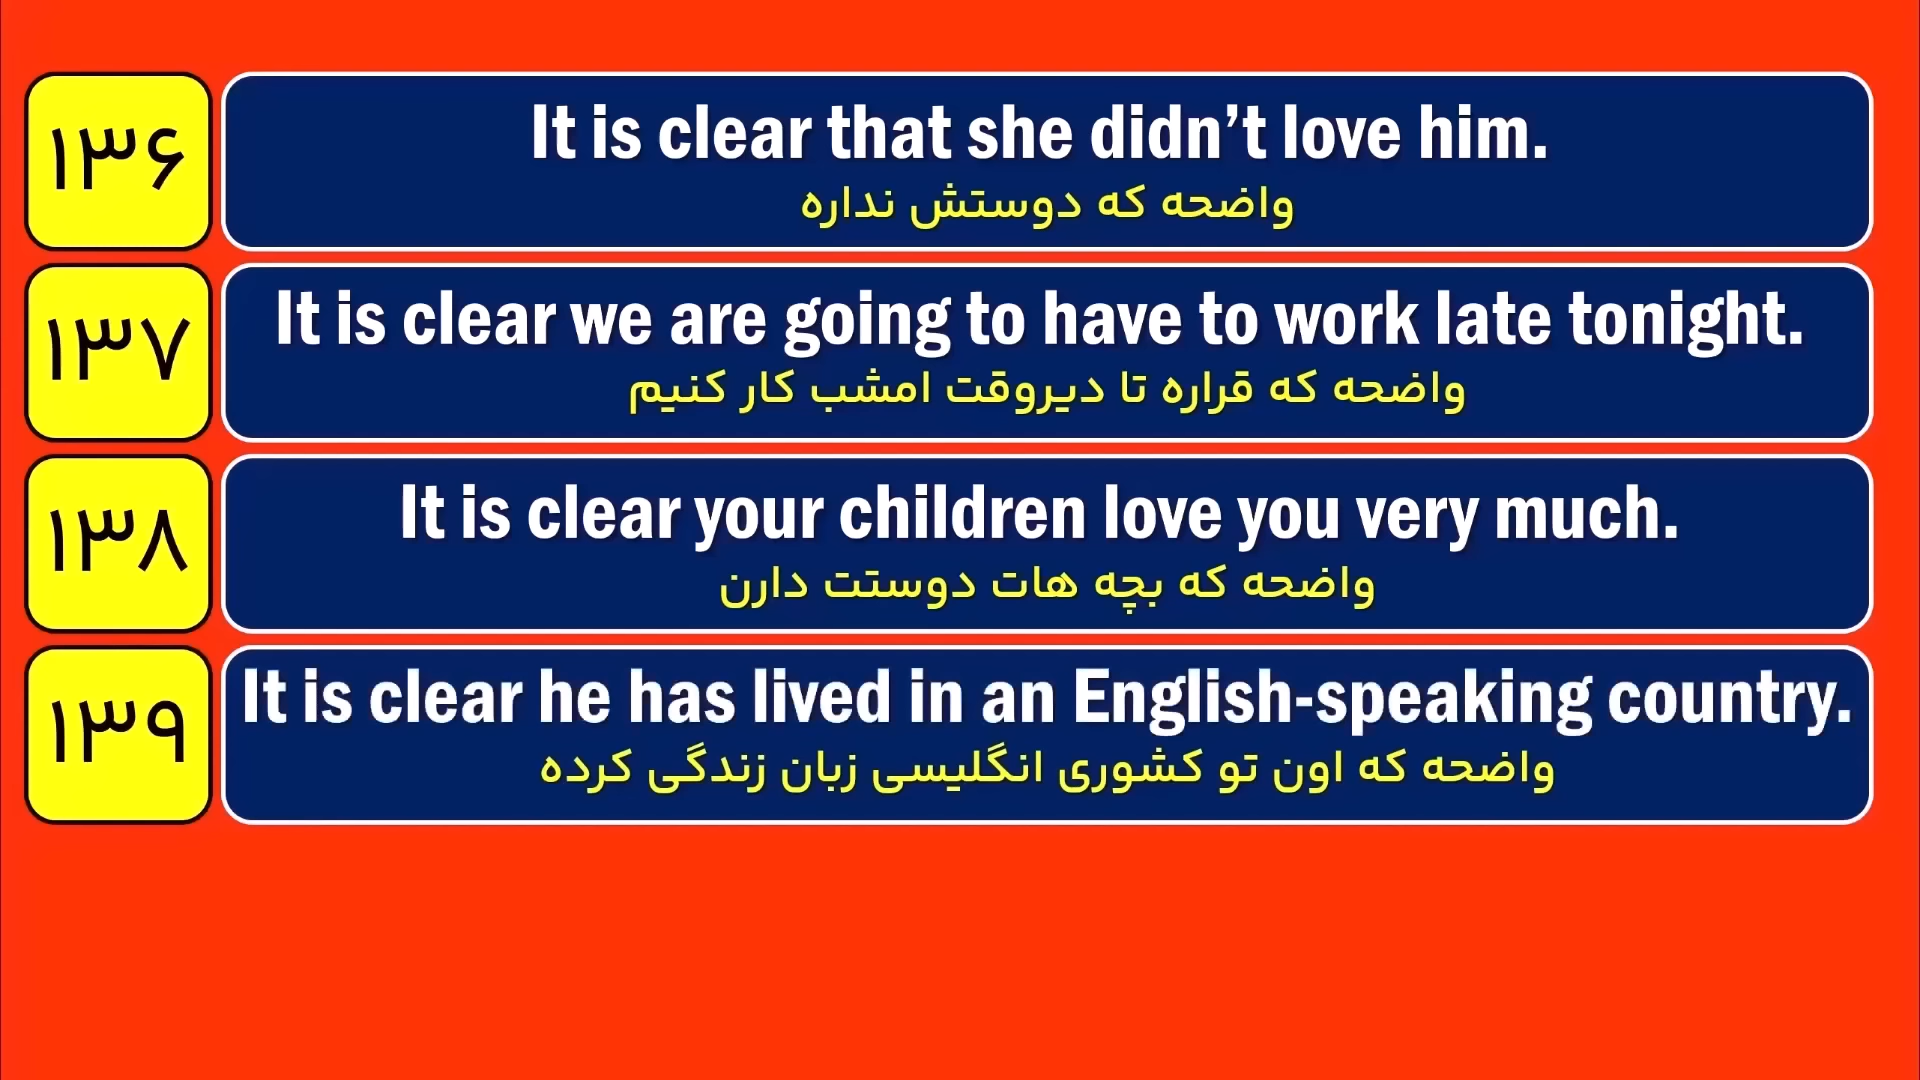 ۱۳۶
It is clear that she didn’t love him.
واضحه که دوستش نداره
۱۳۷
It is clear we are going to have to work late tonight.
واضحه که قراره تا دیروقت امشب کار کنیم
۱۳۸
It is clear your children love you very much.
واضحه که بچه هات دوستت دارن
۱۳۹
It is clear he has lived in an English-speaking country.
واضحه که اون تو کشوری انگلیسی زبان زندگی کرده